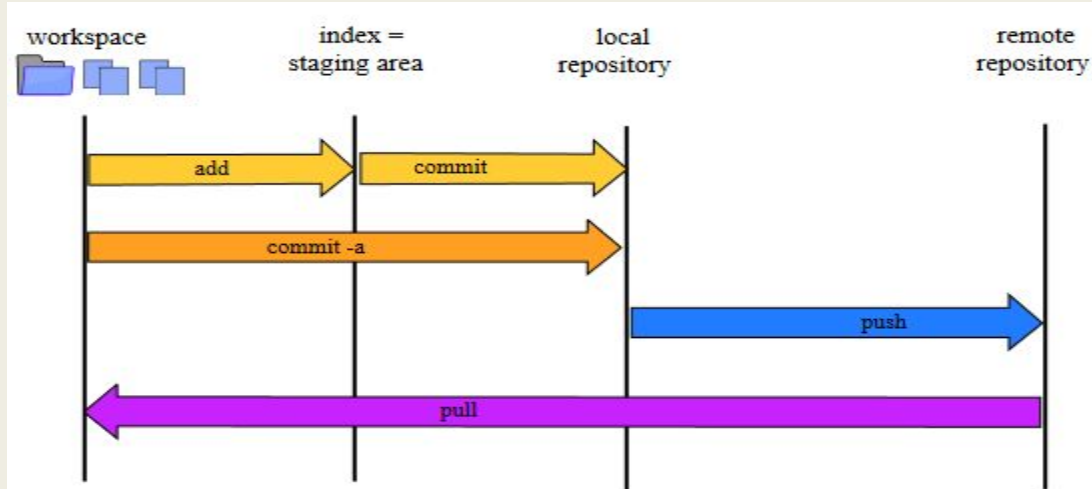 workspace
index =
staging area
local
repository
remote
repository
add
commit
commit -a
push
pull